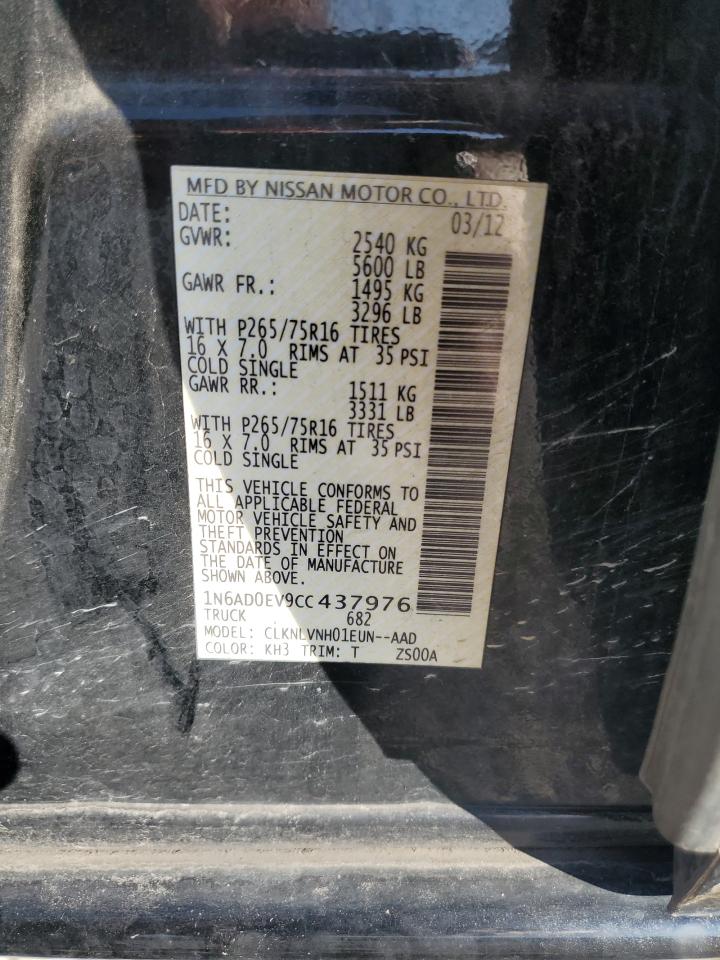 MFD BY NISSAN MOTOR CO., LTD.
DATE: 03/12
GVWR: 2540 KG
5600 LB
GAWR FR.: 1495 KG
3296 LB
WITH P265/75R16 TIRES
16 X 7.0 RIMS AT 35 PSI
COLD SINGLE
GAWR RR.: 1511 KG
3331 LB
WITH P265/75R16 TIRES
16 X 7.0 RIMS AT 35 PSI
COLD SINGLE
THIS VEHICLE CONFORMS TO
ALL APPLICABLE FEDERAL
MOTOR VEHICLE SAFETY AND
THEFT PREVENTION
STANDARDS IN EFFECT ON
THE DATE OF MANUFACTURE
SHOWN ABOVE.
1N6AD0EV9CC437976
TRUCK 682
MODEL: CLKNLVNH01EUN--AAD
COLOR: KH3 TRIM: T ZS00A